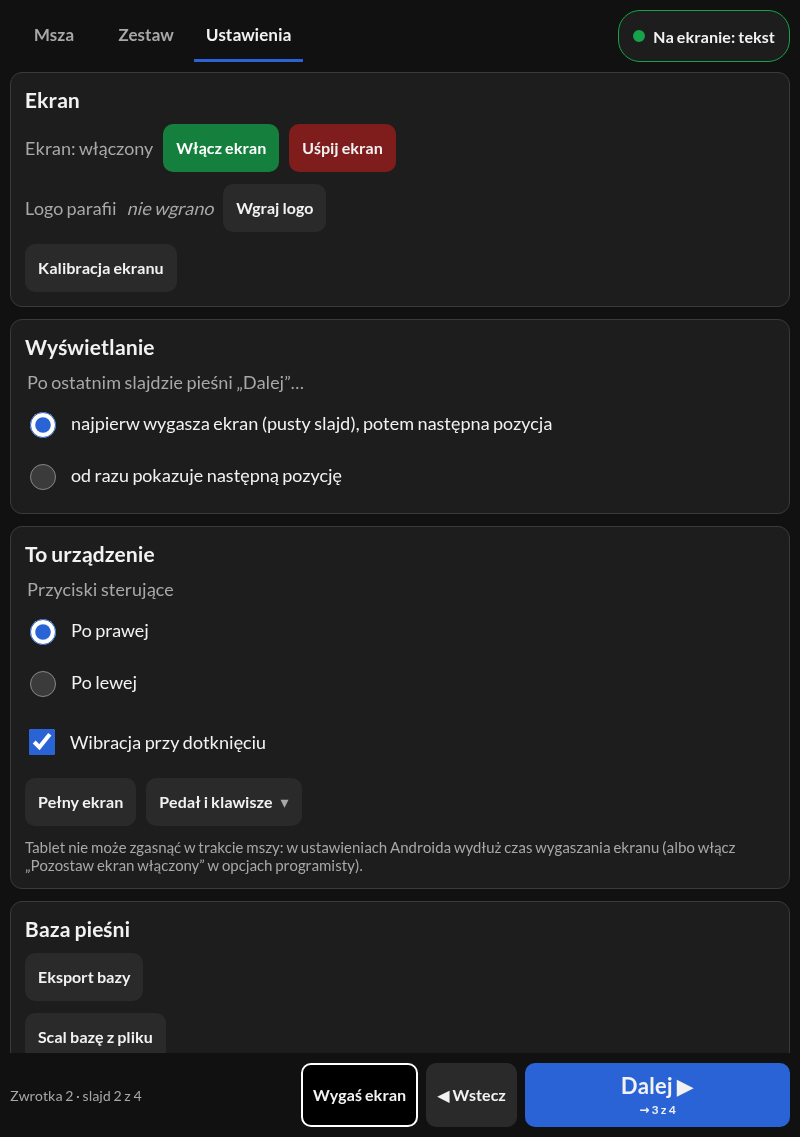 Msza
Zestaw
Ustawienia
Na ekranie: tekst
Ekran
Ekran: włączony
Włącz ekran
Uśpij ekran
Logo parafii
nie wgrano
Wgraj logo
Kalibracja ekranu
Wyświetlanie
Po ostatnim slajdzie pieśni „Dalej”…
najpierw wygasza ekran (pusty slajd), potem następna pozycja
od razu pokazuje następną pozycję
To urządzenie
Przyciski sterujące
Po prawej
Po lewej
Wibracja przy dotknięciu
Pełny ekran
Pedał i klawisze ▾
Tablet nie może zgasnąć w trakcie mszy: w ustawieniach Androida wydłuż czas wygaszania ekranu (albo włącz
„Pozostaw ekran włączony” w opcjach programisty).
Baza pieśni
Eksport bazy
Scal bazę z pliku
Zwrotka 2 · slajd 2 z 4
Wygaś ekran
◀ Wstecz
Dalej ▶
→ 3 z 4